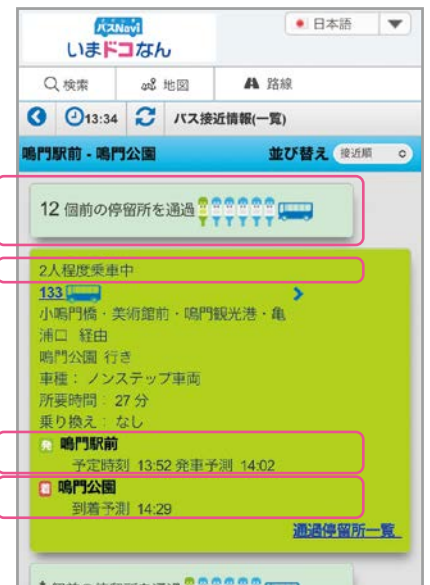 バスNavi
いまドコなん
日本語
検索 地図 路線
13:34 バス接近情報(一覧)
鳴門駅前 - 鳴門公園 並び替え 接近順
12 個前の停留所を通過
2人程度乗車中
133
小鳴門橋・美術館前・鳴門観光港・亀
浦口 経由
鳴門公園 行き
車種： ノンステップ車両
所要時間： 27 分
乗り換え： なし
鳴門駅前
予定時刻 13:52 発車予測 14:02
鳴門公園
到着予測 14:29
通過停留所一覧